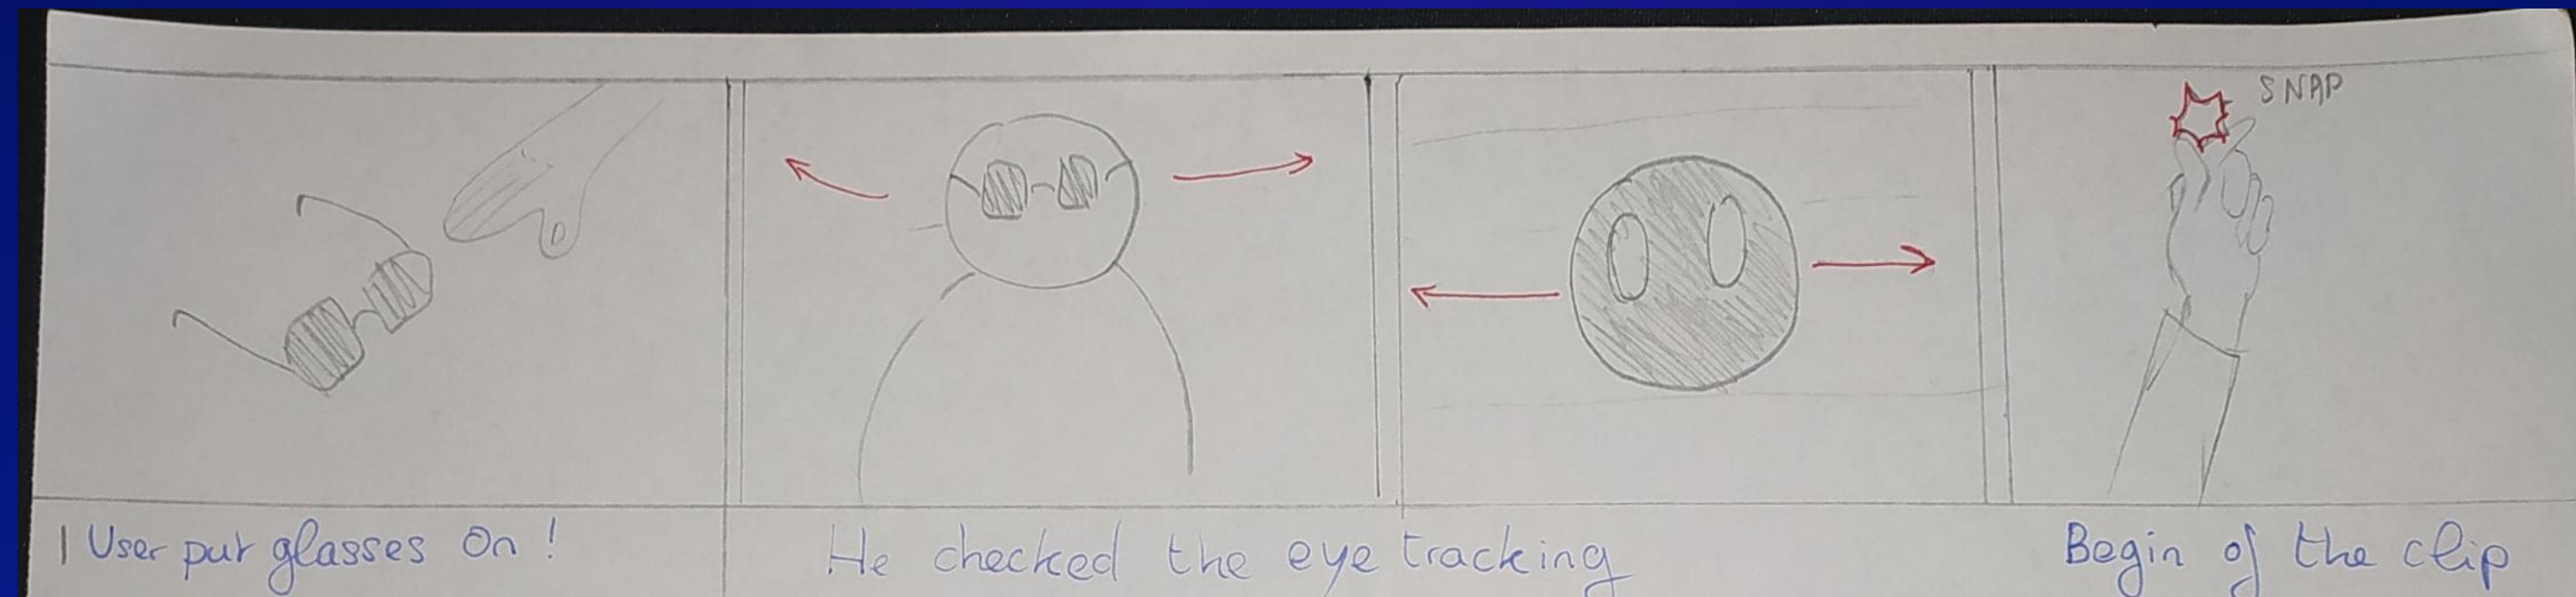 SNAP
1 User put glasses On !
He checked the eye tracking
Begin of the clip